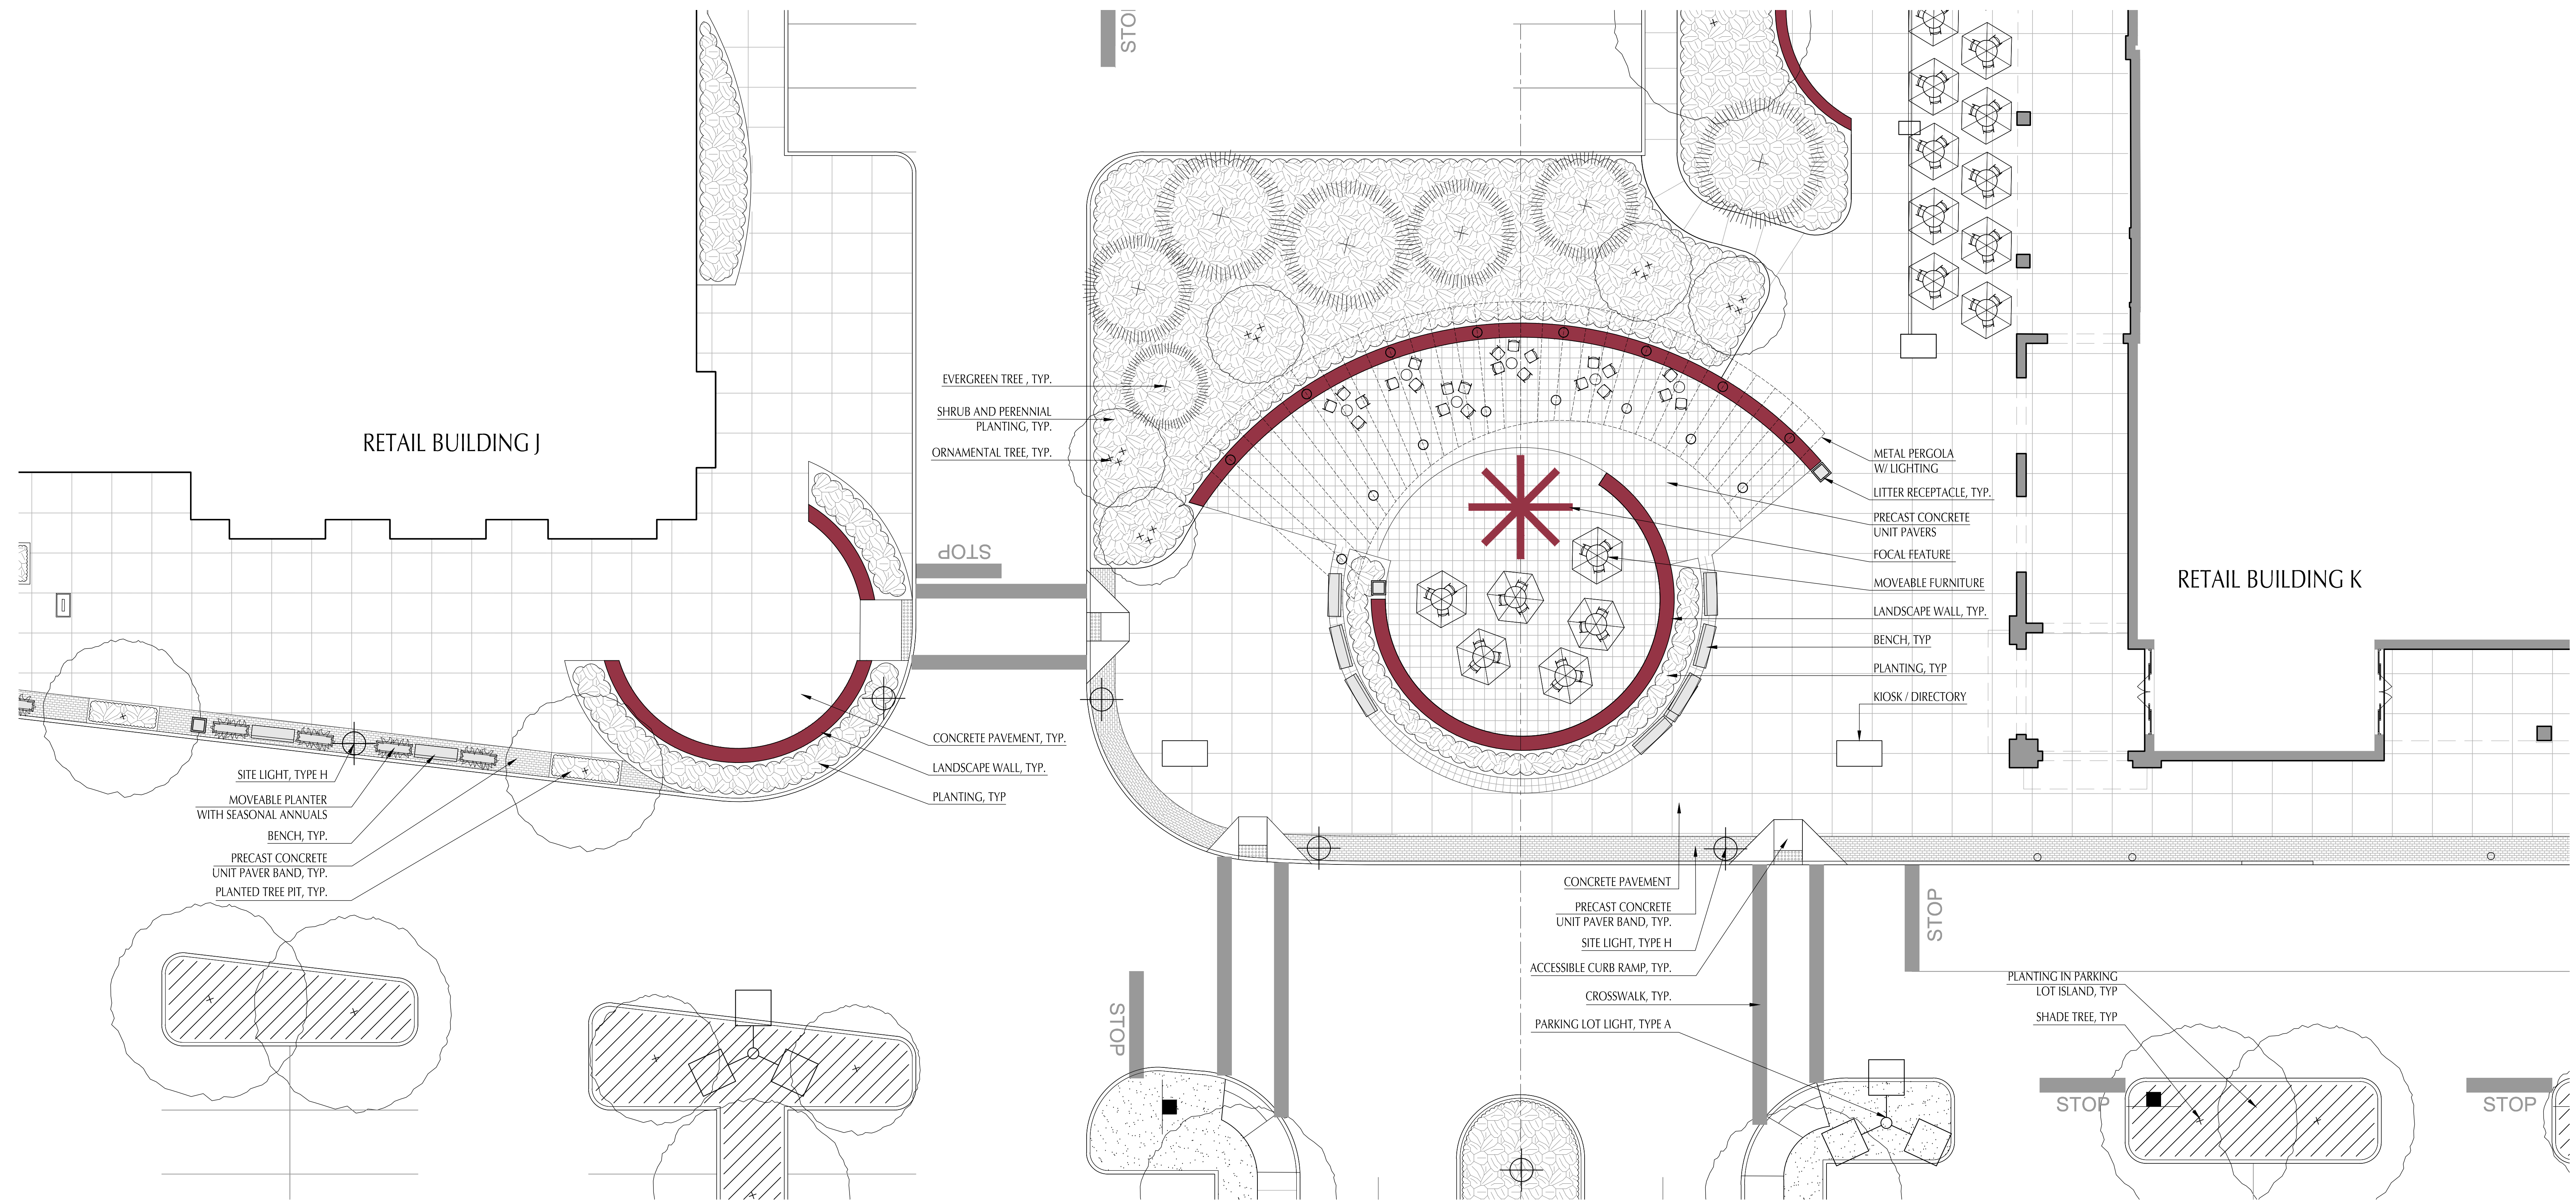 STOP
RETAIL BUILDING J
EVERGREEN TREE , TYP.
SHRUB AND PERENNIAL
PLANTING, TYP.
ORNAMENTAL TREE, TYP.
STOP
METAL PERGOLA
W/ LIGHTING
LITTER RECEPTACLE, TYP.
PRECAST CONCRETE
UNIT PAVERS
FOCAL FEATURE
MOVEABLE FURNITURE
LANDSCAPE WALL, TYP.
BENCH, TYP
PLANTING, TYP
KIOSK / DIRECTORY
RETAIL BUILDING K
CONCRETE PAVEMENT, TYP.
LANDSCAPE WALL, TYP.
PLANTING, TYP
SITE LIGHT, TYPE H
MOVEABLE PLANTER
WITH SEASONAL ANNUALS
BENCH, TYP.
PRECAST CONCRETE
UNIT PAVER BAND, TYP.
PLANTED TREE PIT, TYP.
CONCRETE PAVEMENT
PRECAST CONCRETE
UNIT PAVER BAND, TYP.
SITE LIGHT, TYPE H
ACCESSIBLE CURB RAMP, TYP.
CROSSWALK, TYP.
PARKING LOT LIGHT, TYPE A
STOP
STOP
PLANTING IN PARKING
LOT ISLAND, TYP
SHADE TREE, TYP
STOP
STOP